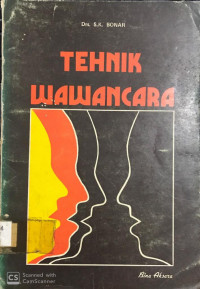 Drs. S.K. BONAR
TEHNIK
WAWANCARA
Bina Aksara
CS
Scanned with
CamScanner